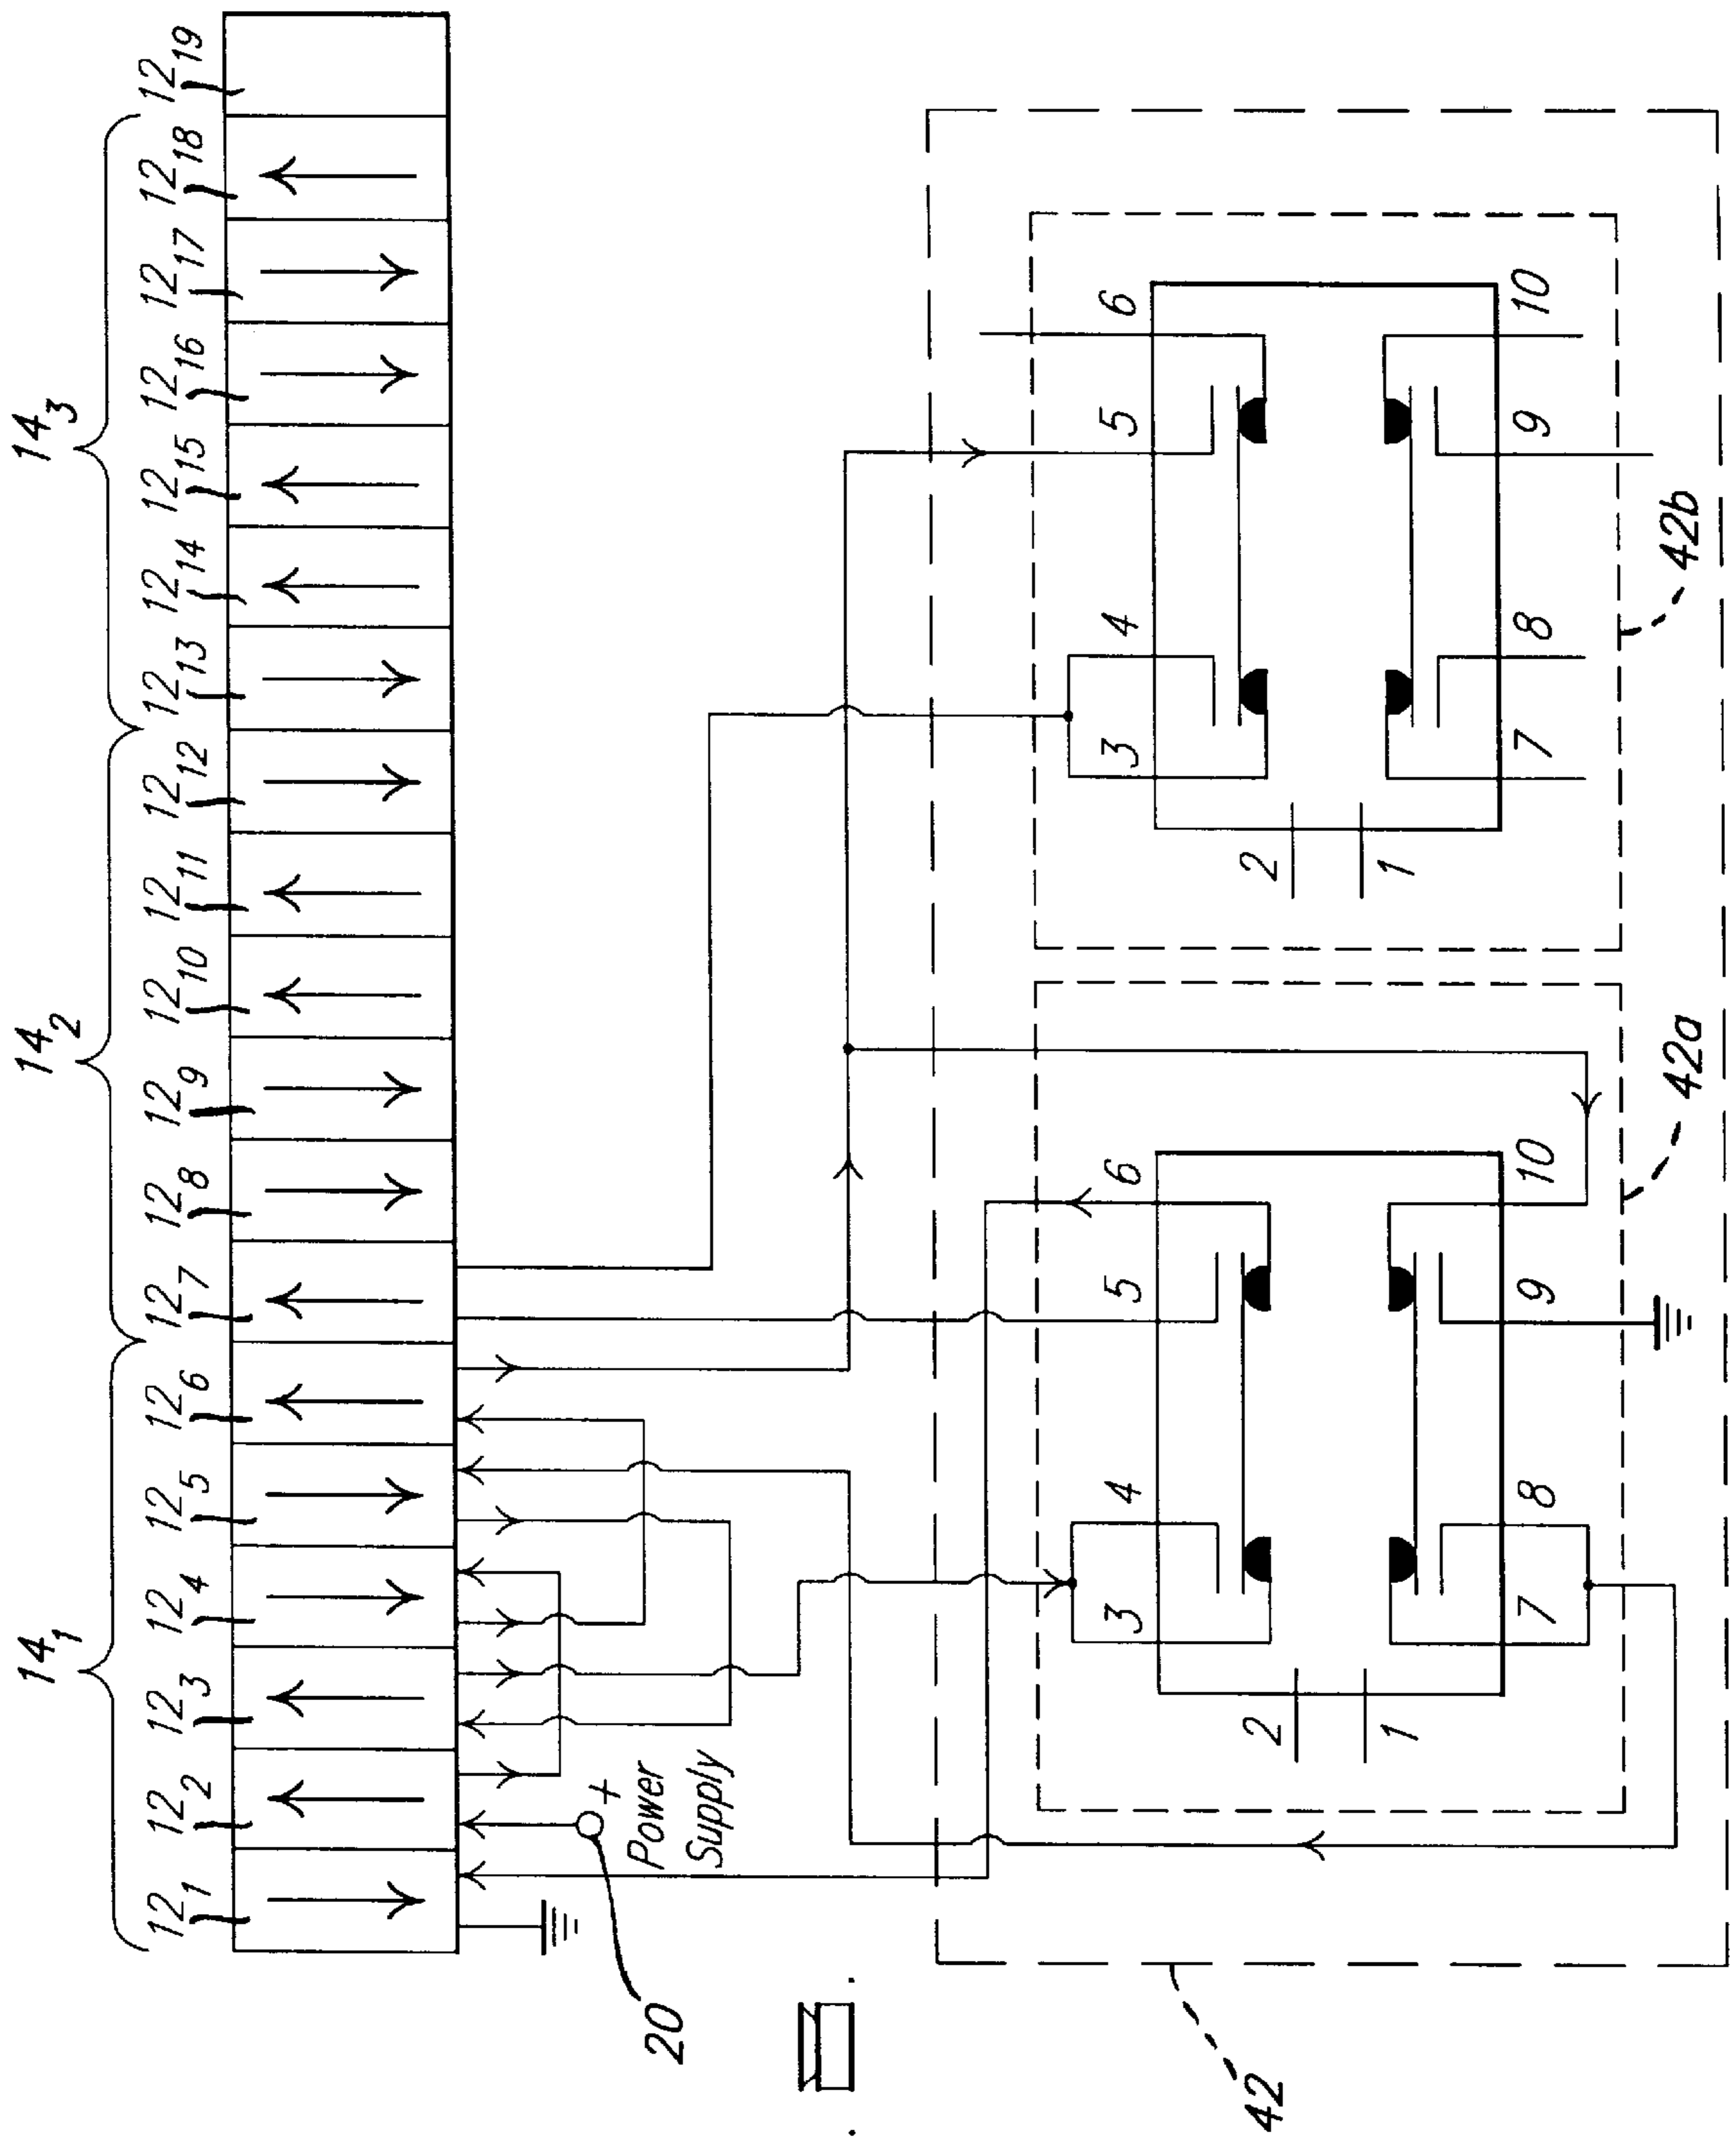 14₁ 14₂ 14₃
12₁ 12₂ 12₃ 12₄ 12₅ 12₆ 12₇ 12₈ 12₉ 12₁₀ 12₁₁ 12₁₂ 12₁₃ 12₁₄ 12₁₅ 12₁₆ 12₁₇ 12₁₈ 12₁₉
20
+
Power
Supply
3 4 5 6
2
1
7 8 9 10
3 4 5 6
2
1
7 8 9 10
42
42a
42b